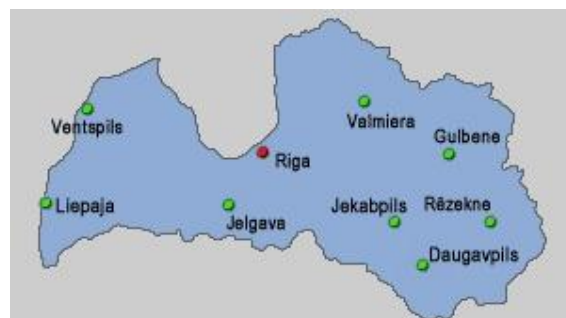 Ventspils
Valmiera
Gulbene
Riga
Liepaja
Jelgava
Jekabpils
Rēzekne
Daugavpils